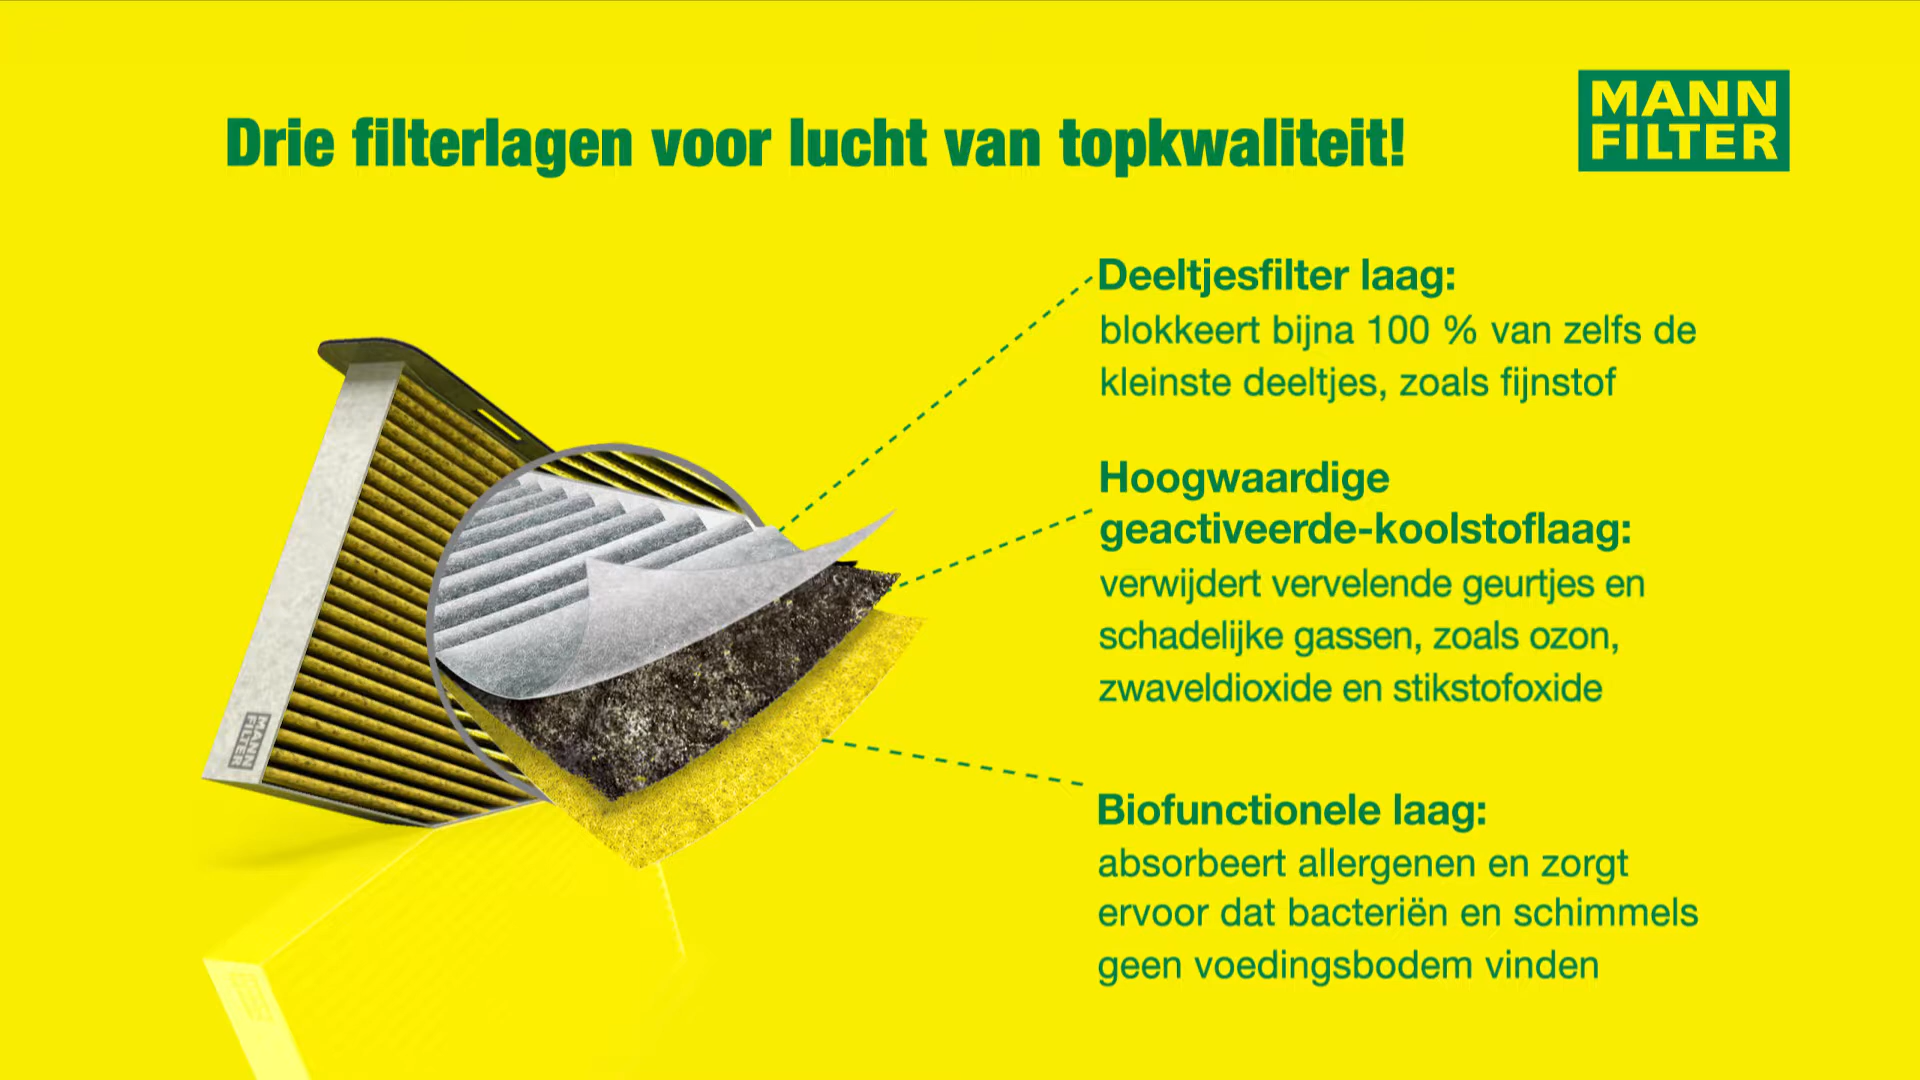 Drie filterlagen voor lucht van topkwaliteit!
MANN
FILTER
Deeltjesfilter laag:
blokkeert bijna 100 % van zelfs de
kleinste deeltjes, zoals fijnstof
Hoogwaardige
geactiveerde-koolstoflaag:
verwijdert vervelende geurtjes en
schadelijke gassen, zoals ozon,
zwaveldioxide en stikstofoxide
Biofunctionele laag:
absorbeert allergenen en zorgt
ervoor dat bacteriën en schimmels
geen voedingsbodem vinden
MANN
FILTER